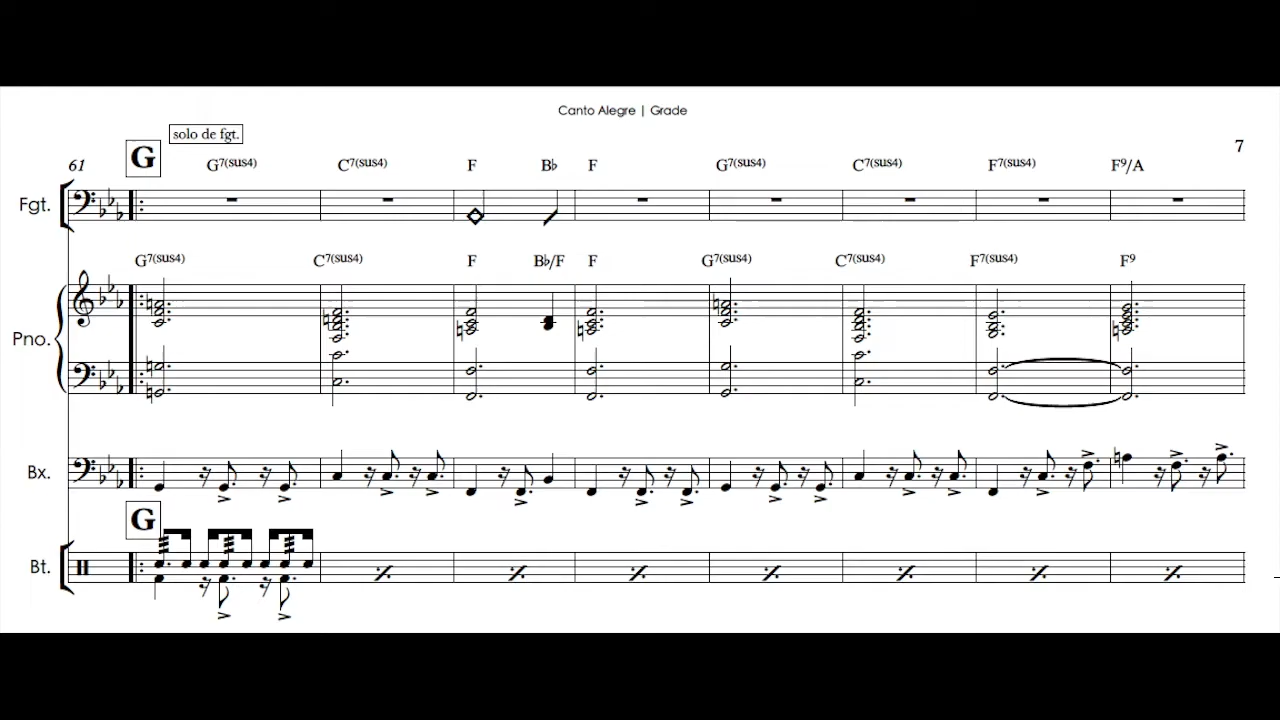 Canto Alegre | Grade
solo de fgt.
7
61 G G7(sus4) C7(sus4) F B♭ F G7(sus4) C7(sus4) F7(sus4) F9/A
Fgt.
G7(sus4) C7(sus4) F B♭/F F G7(sus4) C7(sus4) F7(sus4) F9
Pno.
Bx.
G
Bt.